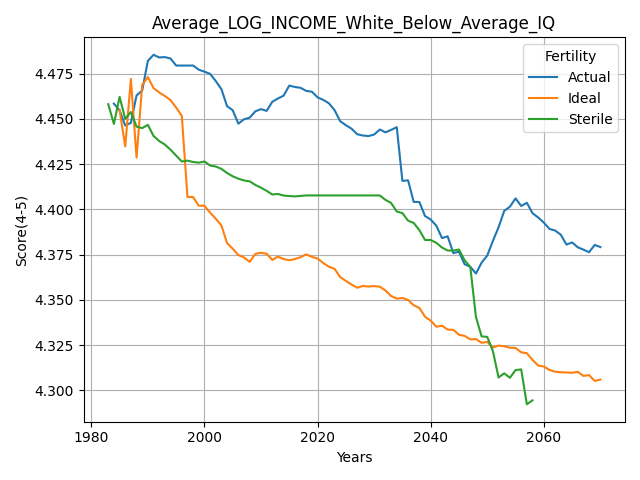 Average_LOG_INCOME_White_Below_Average_IQ
Fertility
Actual
Ideal
Sterile
Score(4-5)
4.475
4.450
4.425
4.400
4.375
4.350
4.325
4.300
1980
2000
2020
2040
2060
Years